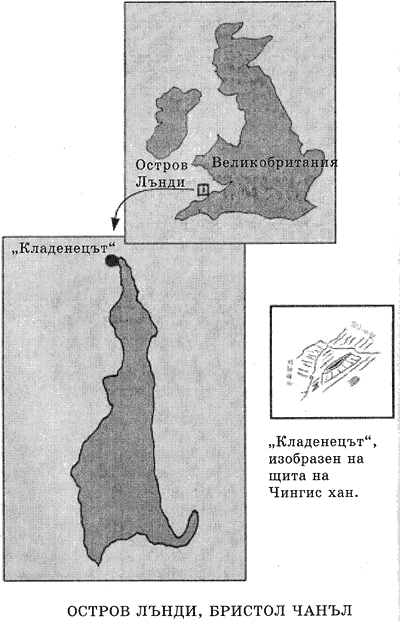 Остров
Лънди
Великобритания
„Кладенецът“
„Кладенецът“,
изобразен на
щита на
Чингис хан.
ОСТРОВ ЛЪНДИ, БРИСТОЛ ЧАНЪЛ